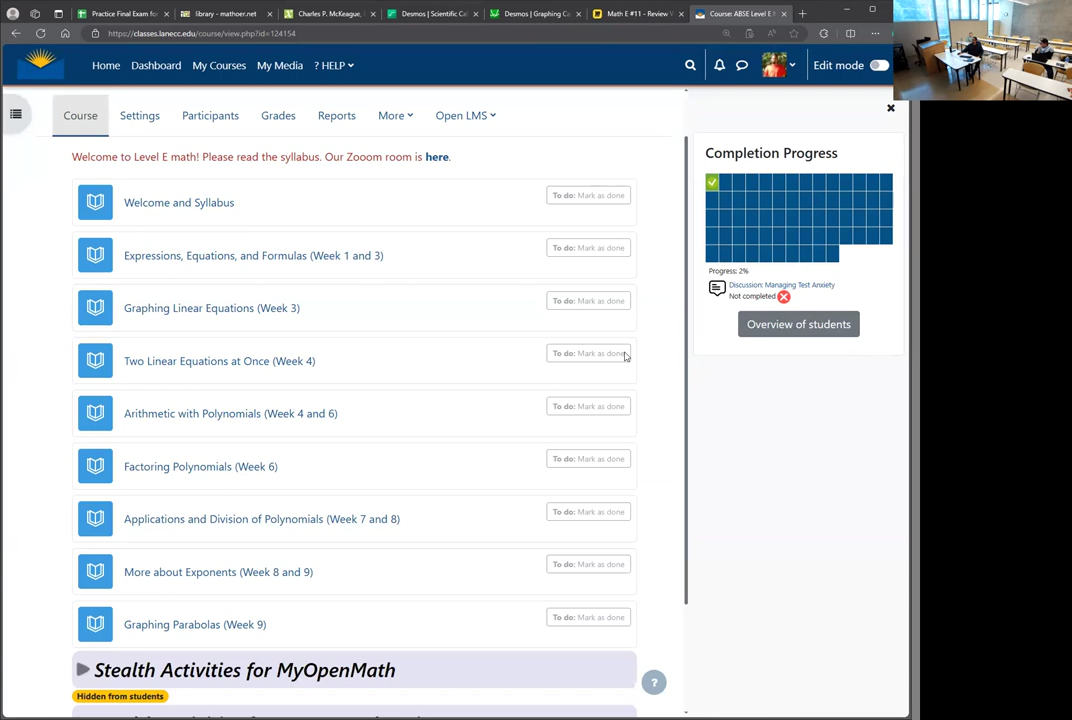 Practice Final Exam for
library - mathoer.net
Charles P. McKeague,
Desmos | Scientific Ca
Desmos | Graphing Ca
Math E #11 - Review W
Course: ABSE Level E M
https://classes.lanecc.edu/course/view.php?id=124154
Home Dashboard My Courses My Media ? HELP Edit mode
Course Settings Participants Grades Reports More Open LMS
Welcome to Level E math! Please read the syllabus. Our Zooom room is here.
Welcome and Syllabus
To do: Mark as done
Expressions, Equations, and Formulas (Week 1 and 3)
To do: Mark as done
Graphing Linear Equations (Week 3)
To do: Mark as done
Two Linear Equations at Once (Week 4)
To do: Mark as done
Arithmetic with Polynomials (Week 4 and 6)
To do: Mark as done
Factoring Polynomials (Week 6)
To do: Mark as done
Applications and Division of Polynomials (Week 7 and 8)
To do: Mark as done
More about Exponents (Week 8 and 9)
To do: Mark as done
Graphing Parabolas (Week 9)
To do: Mark as done
Stealth Activities for MyOpenMath
Hidden from students
Completion Progress
Progress: 2%
Discussion: Managing Test Anxiety
Not completed
Overview of students
?